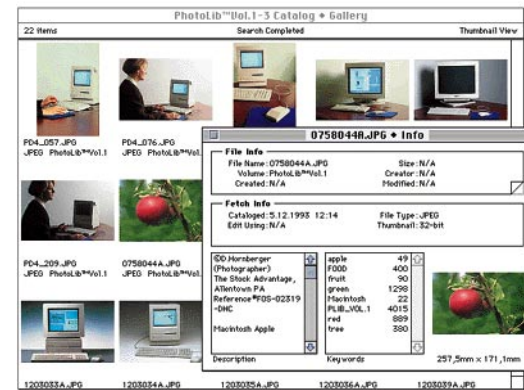 PhotoLib™Vol.1-3 Catalog ◆ Gallery
22 items Search Completed Thumbnail View
PD4_057.JPG PD4_076.JPG
JPEG PhotoLib™Vol.1 JPEG PhotoLib™Vol.
0758044A.JPG ◆ Info
File Info
File Name: 0758044A.JPG Size: N/A
Volume: PhotoLib™Vol.1 Creator: N/A
Created: N/A Modified: N/A
Fetch Info
Cataloged: 5.12.1993 12:14 File Type: JPEG
Edit Using: N/A Thumbnail: 32-bit
PD4_209.JPG 0758044A.JPG
JPEG PhotoLib™Vol.1 JPEG PhotoLib™Vol.
©D.Hornberger
(Photographer)
The Stock Advantage,
Allentown PA
Reference#FOS-02319
-DHC
Macintosh Apple
Description
apple 49
FOOD 400
fruit 90
green 1298
Macintosh 22
PLIB_VOL.1 4015
red 889
tree 380
Keywords
257,5mm x 171,1mm
1203033A.JPG 1203034A.JPG 1203035A.JPG 1203036A.JPG 1203039A.JPG